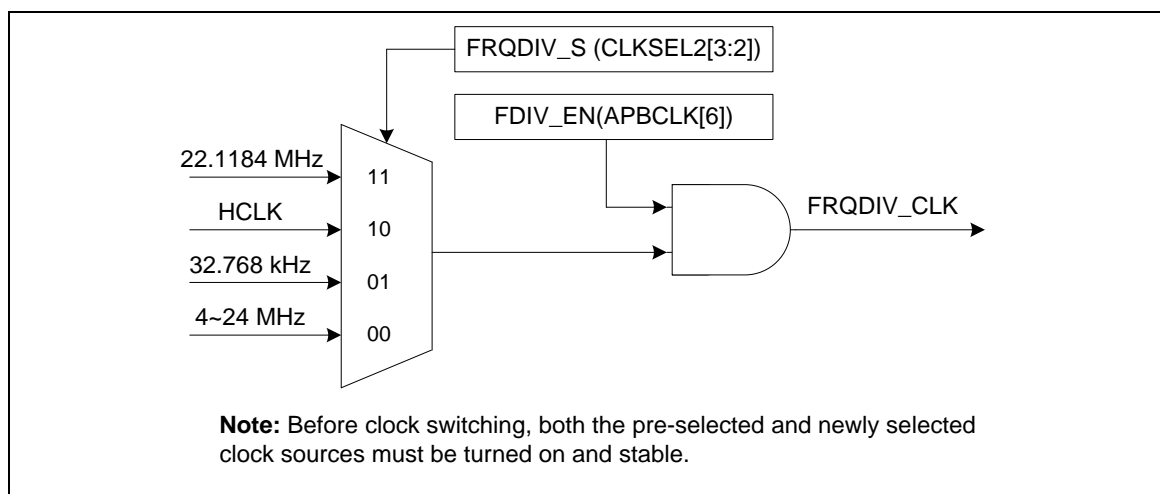 FRQDIV_S (CLKSEL2[3:2])
FDIV_EN(APBCLK[6])
22.1184 MHz
11
HCLK
10
FRQDIV_CLK
32.768 kHz
01
4~24 MHz
00
Note: Before clock switching, both the pre-selected and newly selected
clock sources must be turned on and stable.